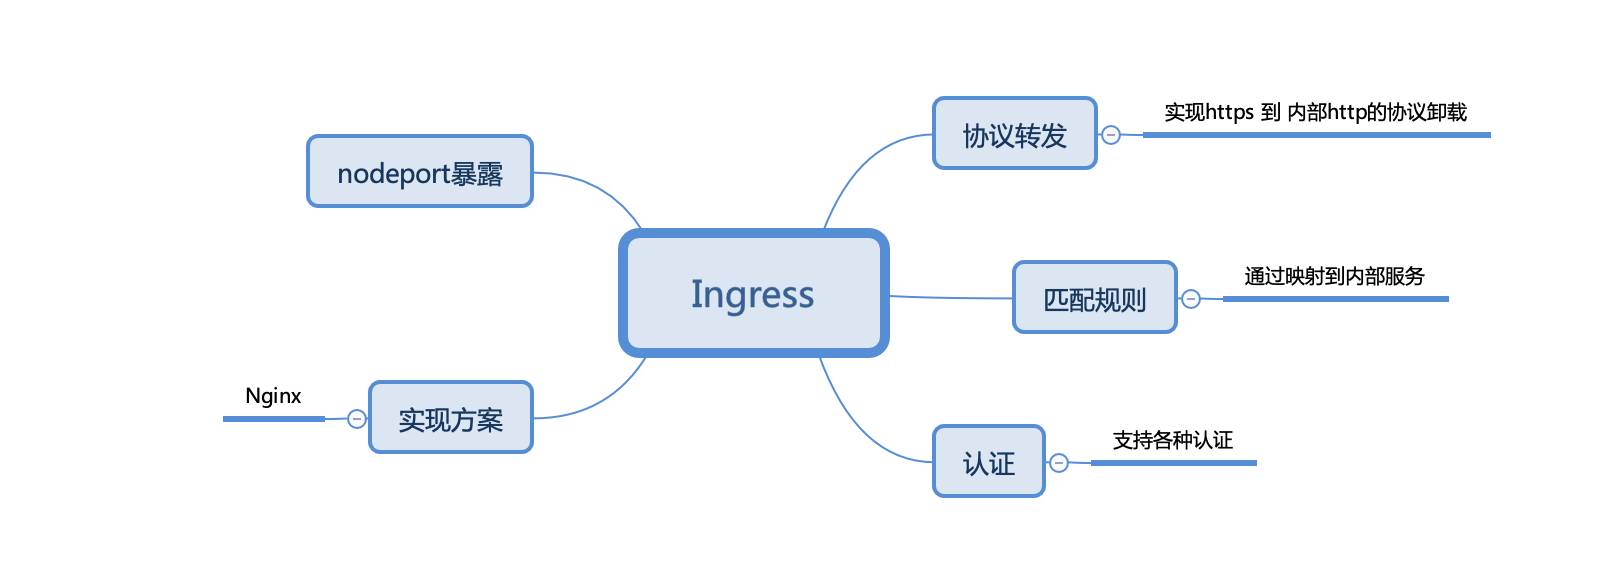 Ingress
协议转发
实现https 到 内部http的协议卸载
匹配规则
通过映射到内部服务
认证
支持各种认证
nodeport暴露
实现方案
Nginx